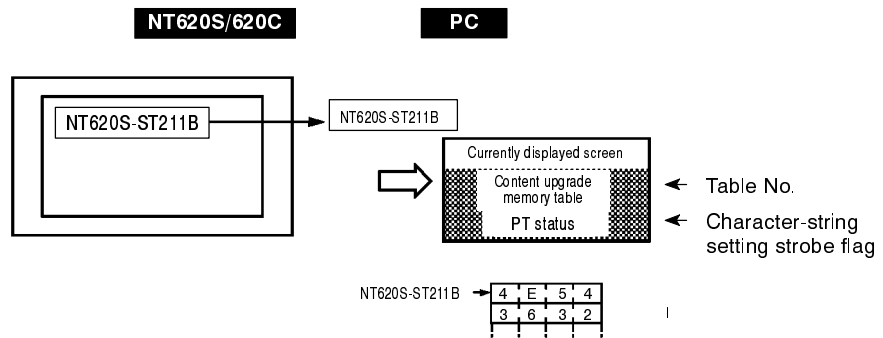 NT620S/620C
PC
NT620S-ST211B
NT620S-ST211B
Currently displayed screen
Content upgrade
memory table
PT status
Table No.
Character-string
setting strobe flag
NT620S-ST211B
4 E 5 4
3 6 3 2